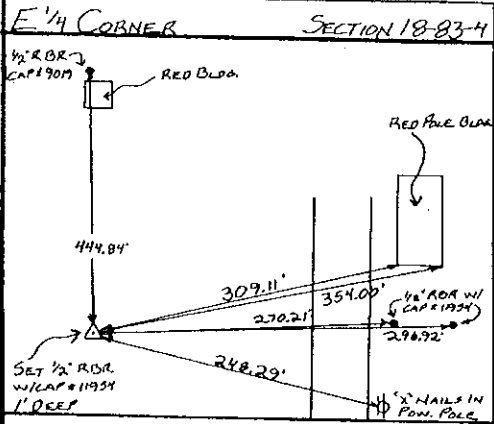 E 1/4 CORNER
SECTION 18-83-4
1/2" RBR
CAP # 9019
RED BLDG.
RED POLE BLDG
444.84'
309.11'
354.00'
1/2" RBR W/
CAP # 11954
270.21'
296.92'
SET 1/2" RBR
W/CAP # 11954
1' DEEP
248.29'
"X" NAILS IN
POW. POLE